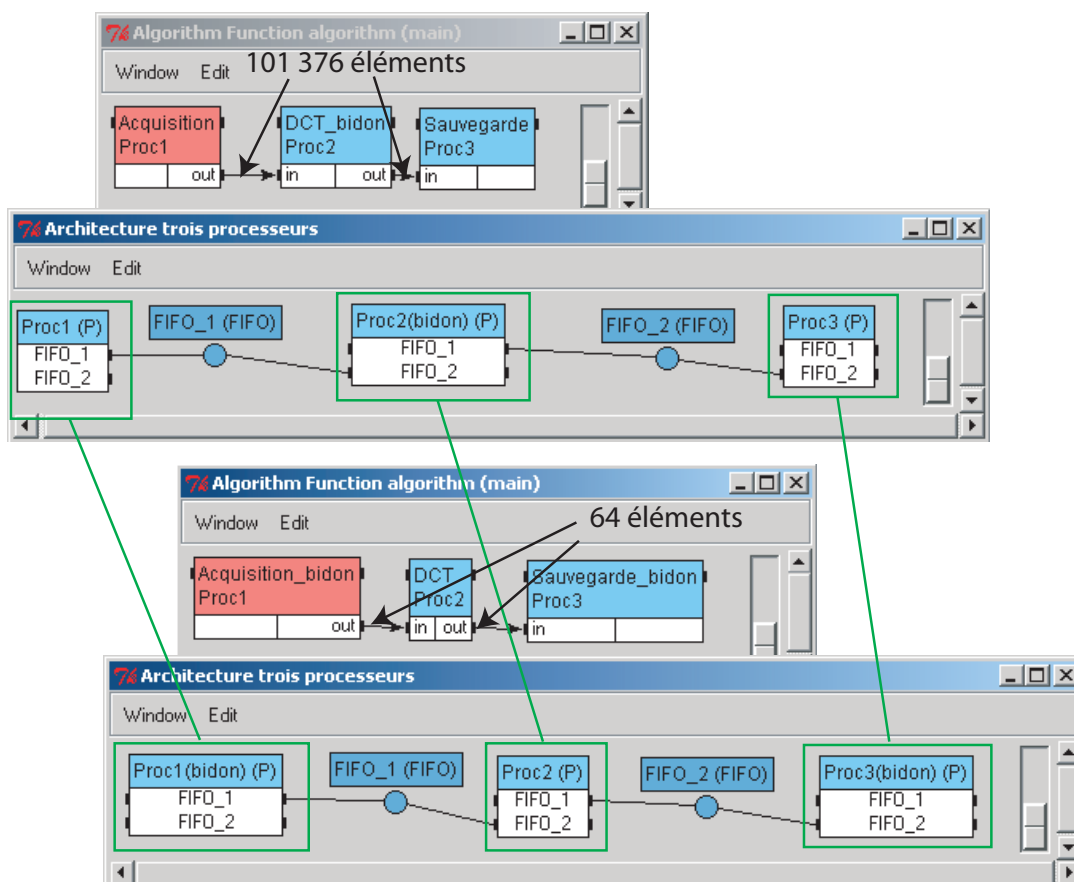 Algorithm Function algorithm (main)
Window Edit
101 376 éléments
Acquisition
Proc1
out
DCT_bidon
Proc2
in out
Sauvegarde
Proc3
in
Architecture trois processeurs
Window Edit
Proc1 (P)
FIFO_1
FIFO_2
FIFO_1 (FIFO)
Proc2(bidon) (P)
FIFO_1
FIFO_2
FIFO_2 (FIFO)
Proc3 (P)
FIFO_1
FIFO_2
Algorithm Function algorithm (main)
Window Edit
64 éléments
Acquisition_bidon
Proc1
out
DCT
Proc2
in out
Sauvegarde_bidon
Proc3
in
Architecture trois processeurs
Window Edit
Proc1(bidon) (P)
FIFO_1
FIFO_2
FIFO_1 (FIFO)
Proc2 (P)
FIFO_1
FIFO_2
FIFO_2 (FIFO)
Proc3(bidon) (P)
FIFO_1
FIFO_2